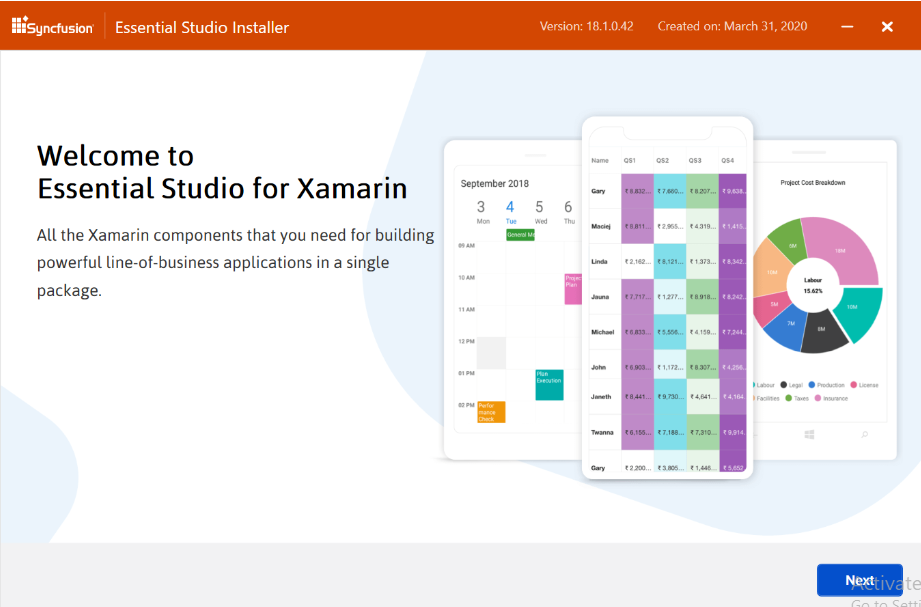 Syncfusion
Essential Studio Installer
Version: 18.1.0.42
Created on: March 31, 2020
Welcome to
Essential Studio for Xamarin
All the Xamarin components that you need for building
powerful line-of-business applications in a single
package.
September 2018
3 4 5 6
Mon Tue Wed Thu
General Me
09 AM
10 AM
Project
Plan
11 AM
12 PM
01 PM
Plan
Execution
02 PM
Perfor
mance
Check
Name QS1 QS2 QS3 QS4
Gary ₹ 8,832... ₹ 7,660... ₹ 8,207... ₹ 9,638..
Maciej ₹ 6,811... ₹ 2,955... ₹ 4,319... ₹ 1,415..
Linda ₹ 2,162... ₹ 8,121... ₹ 1,373... ₹ 8,342..
Jauna ₹ 7,717... ₹ 1,277... ₹ 8,918... ₹ 8,242..
Michael ₹ 6,833... ₹ 5,556... ₹ 4,159... ₹ 7,244..
John ₹ 6,903... ₹ 1,172... ₹ 8,307... ₹ 4,256..
Janeth ₹ 8,441... ₹ 9,730... ₹ 4,641... ₹ 4,164
Twanna ₹ 6,155... ₹ 7,188... ₹ 7,310... ₹ 9,914..
Gary ₹ 2,200... ₹ 3,805... ₹ 1,446... ₹ 5,652
Project Cost Breakdown
Labour
15.62%
9M
19M
10M
8M
7M
5M
Labour Legal Production License
Facilities Taxes Insurance
Next
Activate
Go to Setti